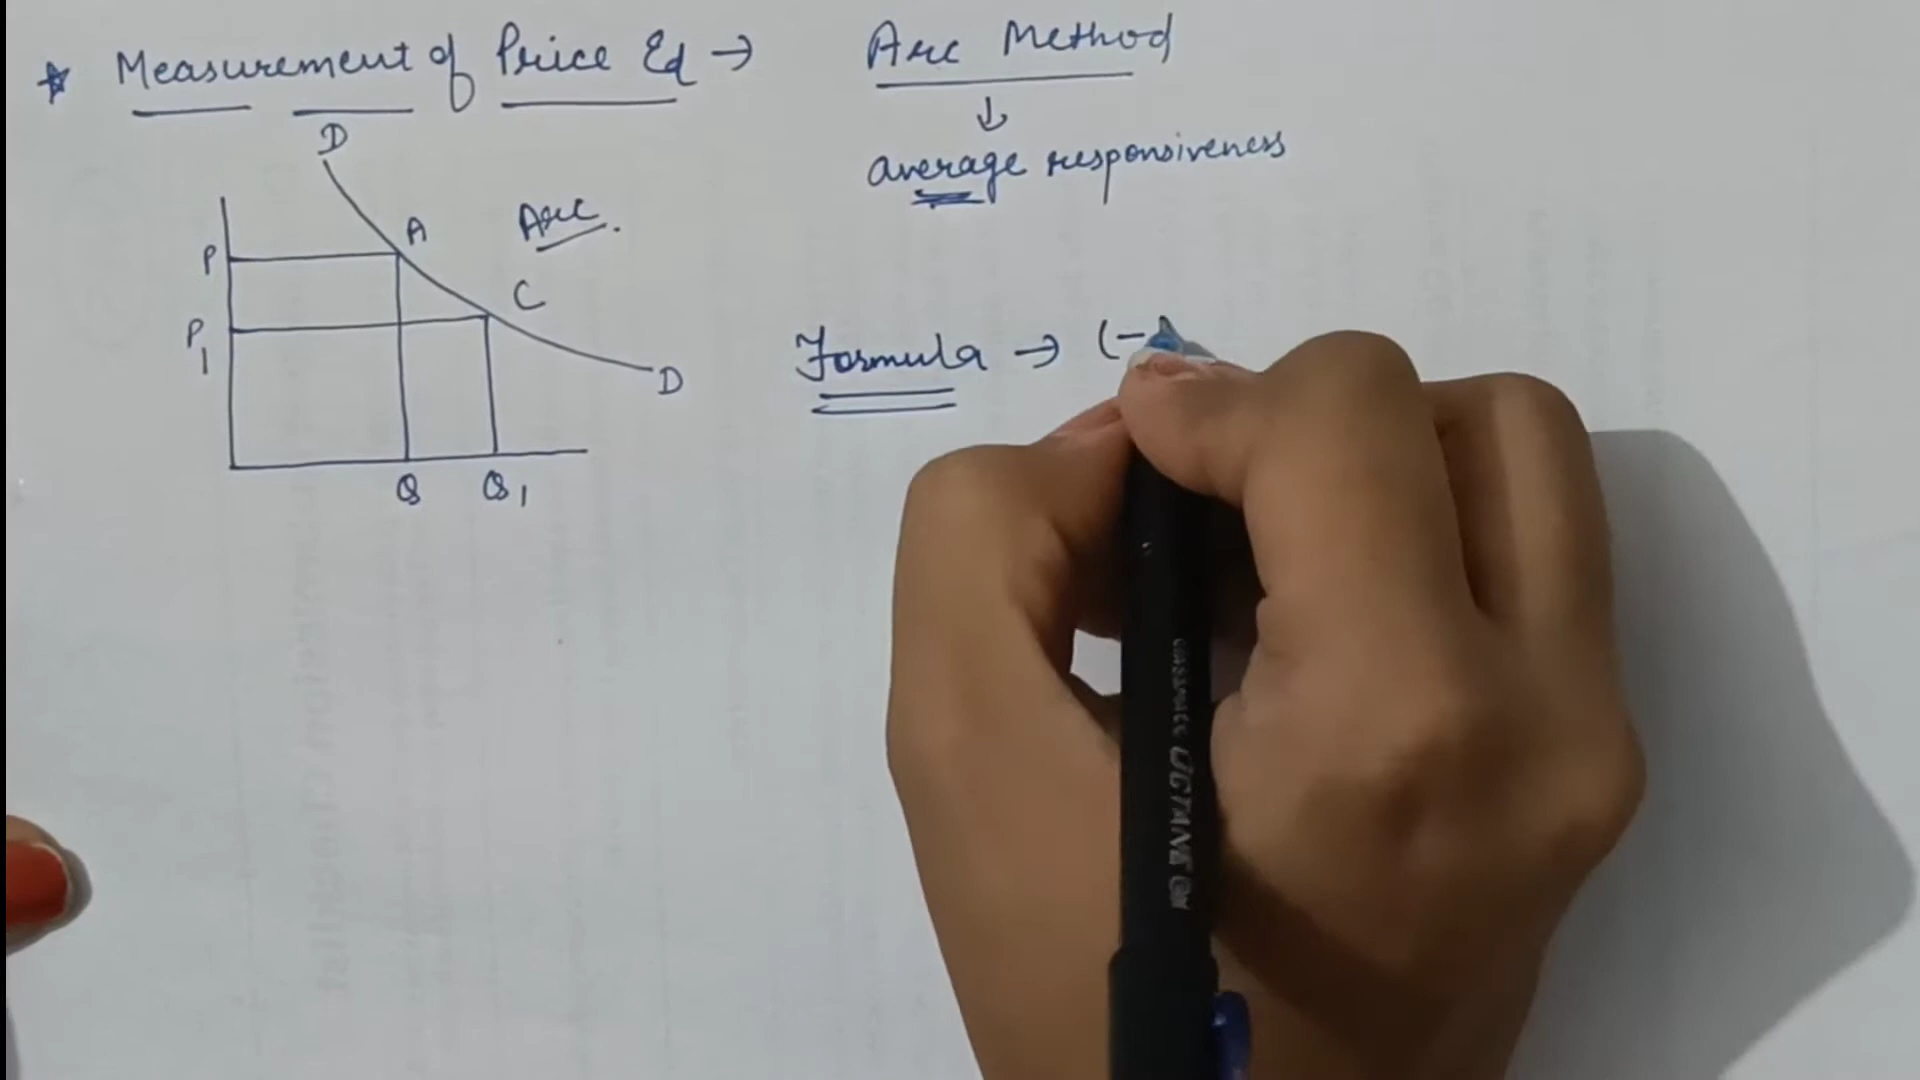 Measurement of Price Ed → Arc Method
↓
average responsiveness
D
Arc.
A
P
C
P1
D
Q Q1
Formula → (-)
OCTANE